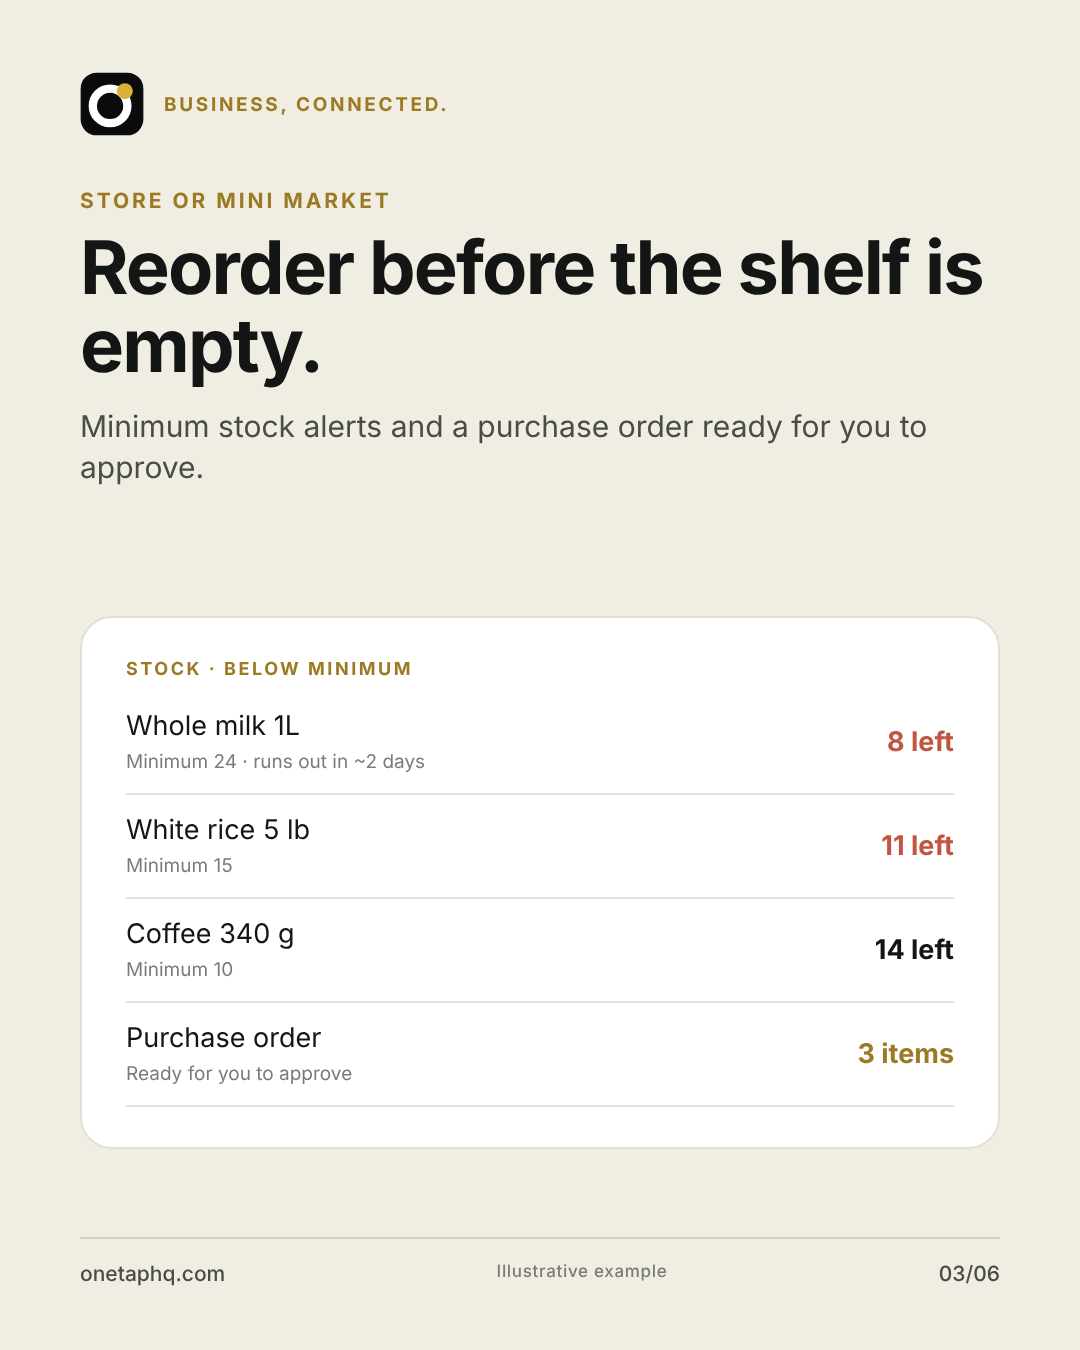 BUSINESS, CONNECTED.
STORE OR MINI MARKET
Reorder before the shelf is
empty.
Minimum stock alerts and a purchase order ready for you to
approve.
STOCK · BELOW MINIMUM
Whole milk 1L
8 left
Minimum 24 · runs out in ~2 days
White rice 5 lb
11 left
Minimum 15
Coffee 340 g
14 left
Minimum 10
Purchase order
3 items
Ready for you to approve
onetaphq.com
Illustrative example
03/06